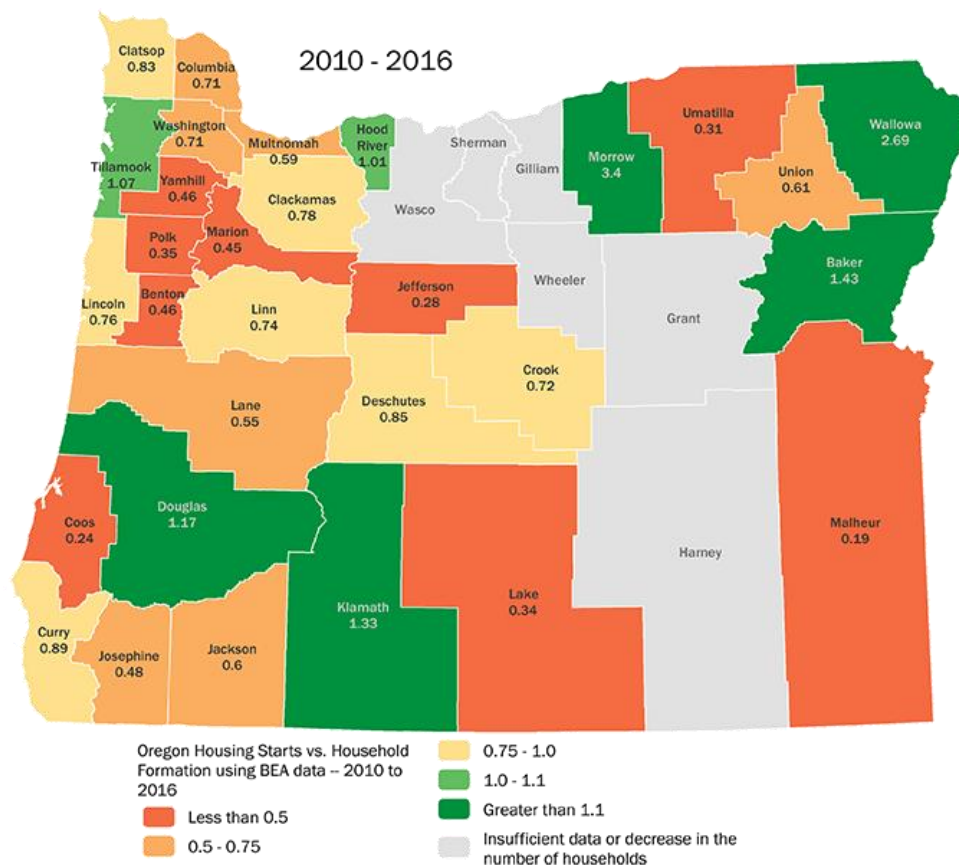 2010 - 2016
Clatsop
0.83
Columbia
0.71
Tillamook
1.07
Washington
0.71
Multnomah
0.59
Hood
River
1.01
Sherman
Gilliam
Morrow
3.4
Umatilla
0.31
Union
0.61
Wallowa
2.69
Yamhill
0.46
Clackamas
0.78
Wasco
Polk
0.35
Marion
0.45
Baker
1.43
Lincoln
0.76
Benton
0.46
Linn
0.74
Jefferson
0.28
Wheeler
Grant
Crook
0.72
Deschutes
0.85
Lane
0.55
Douglas
1.17
Coos
0.24
Malheur
0.19
Harney
Lake
0.34
Klamath
1.33
Curry
0.89
Josephine
0.48
Jackson
0.6
Oregon Housing Starts vs. Household
Formation using BEA data -- 2010 to
2016
Less than 0.5
0.5 - 0.75
0.75 - 1.0
1.0 - 1.1
Greater than 1.1
Insufficient data or decrease in the
number of households